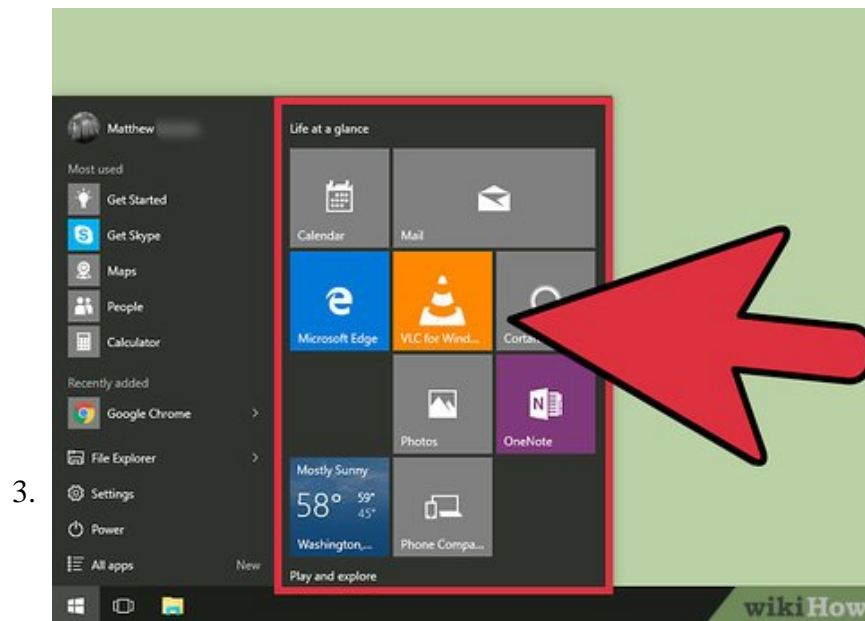 Matthew
Most used
Get Started
Get Skype
Maps
People
Calculator
Recently added
Google Chrome
File Explorer
3.
Settings
Power
All apps New
Life at a glance
Calendar
Mail
Microsoft Edge
VLC for Wind...
Photos
OneNote
Mostly Sunny
58° 59°
45°
Washington,...
Phone Compa...
Play and explore
wikiHow